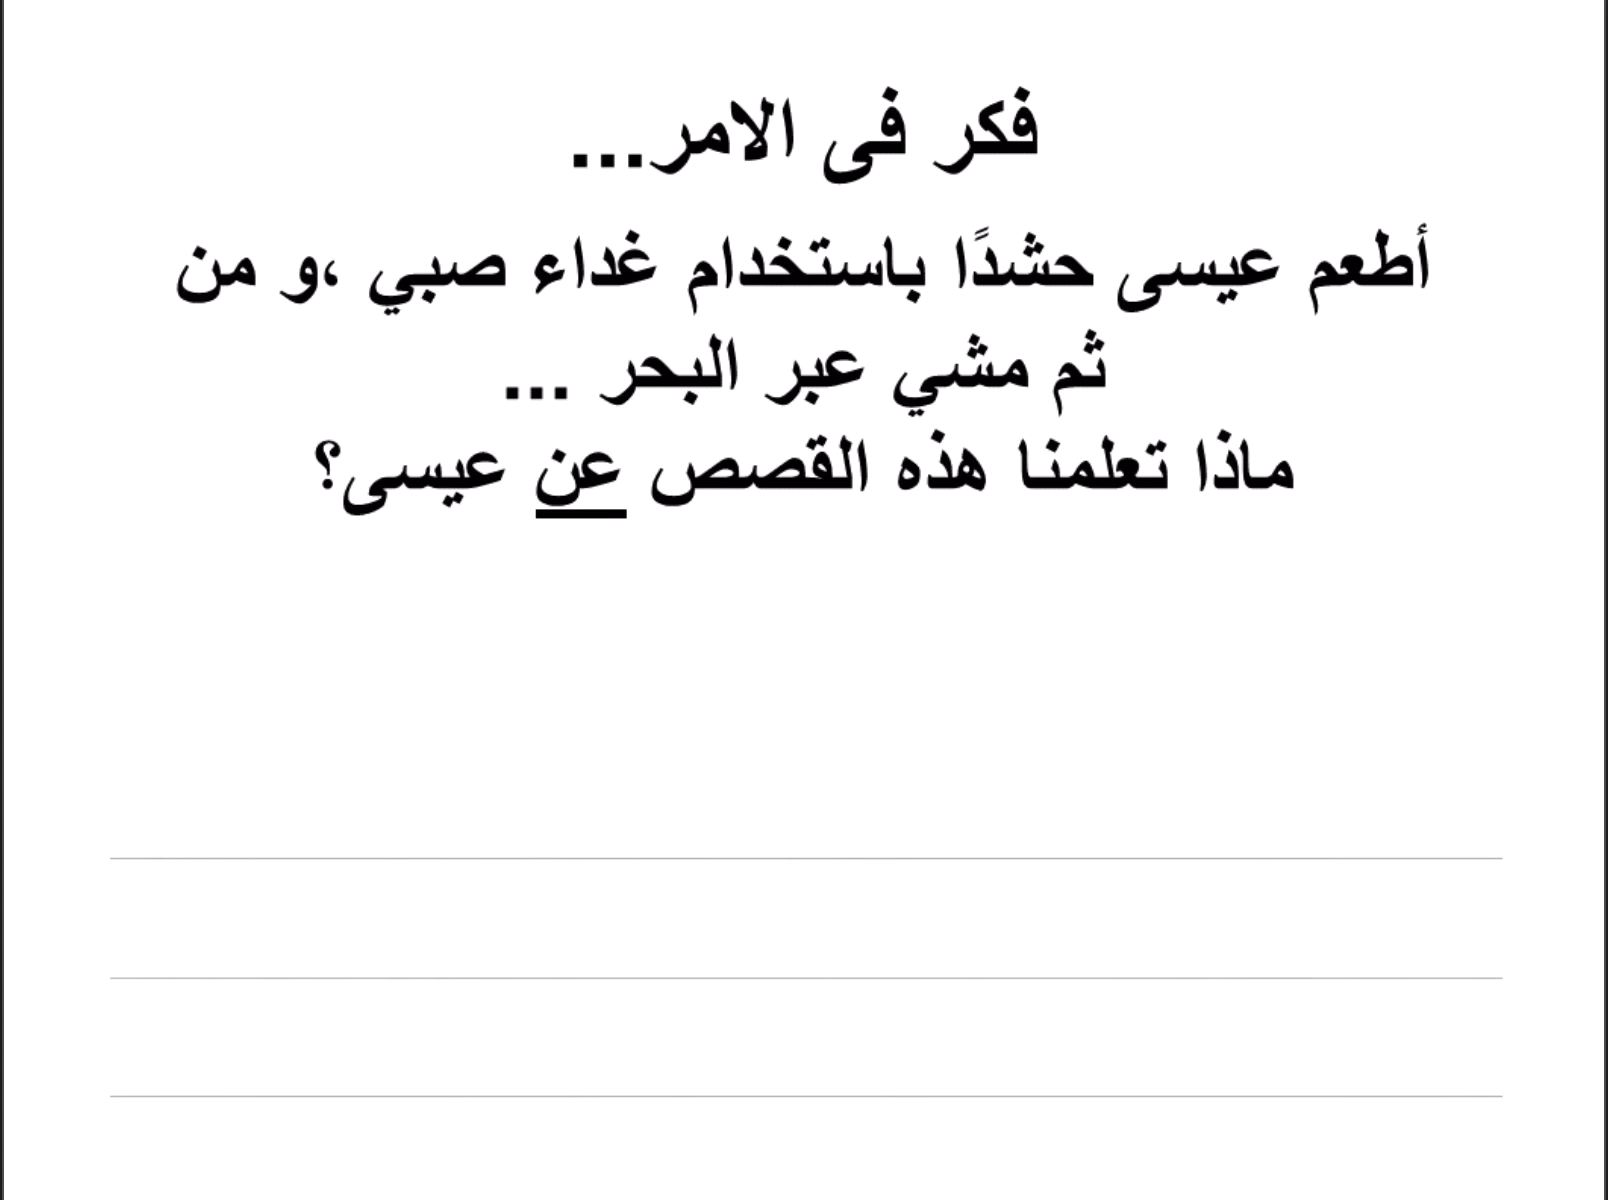 فكر فى الامر...
أطعم عيسى حشدًا باستخدام غداء صبي ،و من
ثم مشي عبر البحر ...
ماذا تعلمنا هذه القصص عن عيسى؟